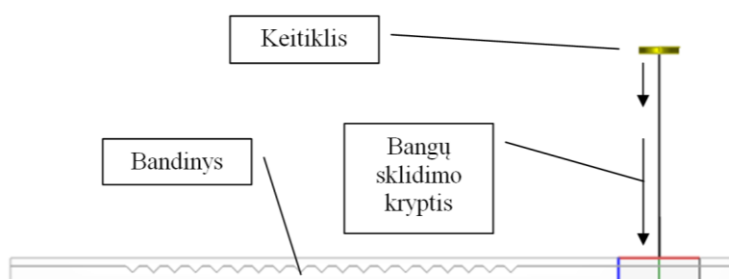 Keitiklis
Bandinys
Bangų
sklidimo
kryptis